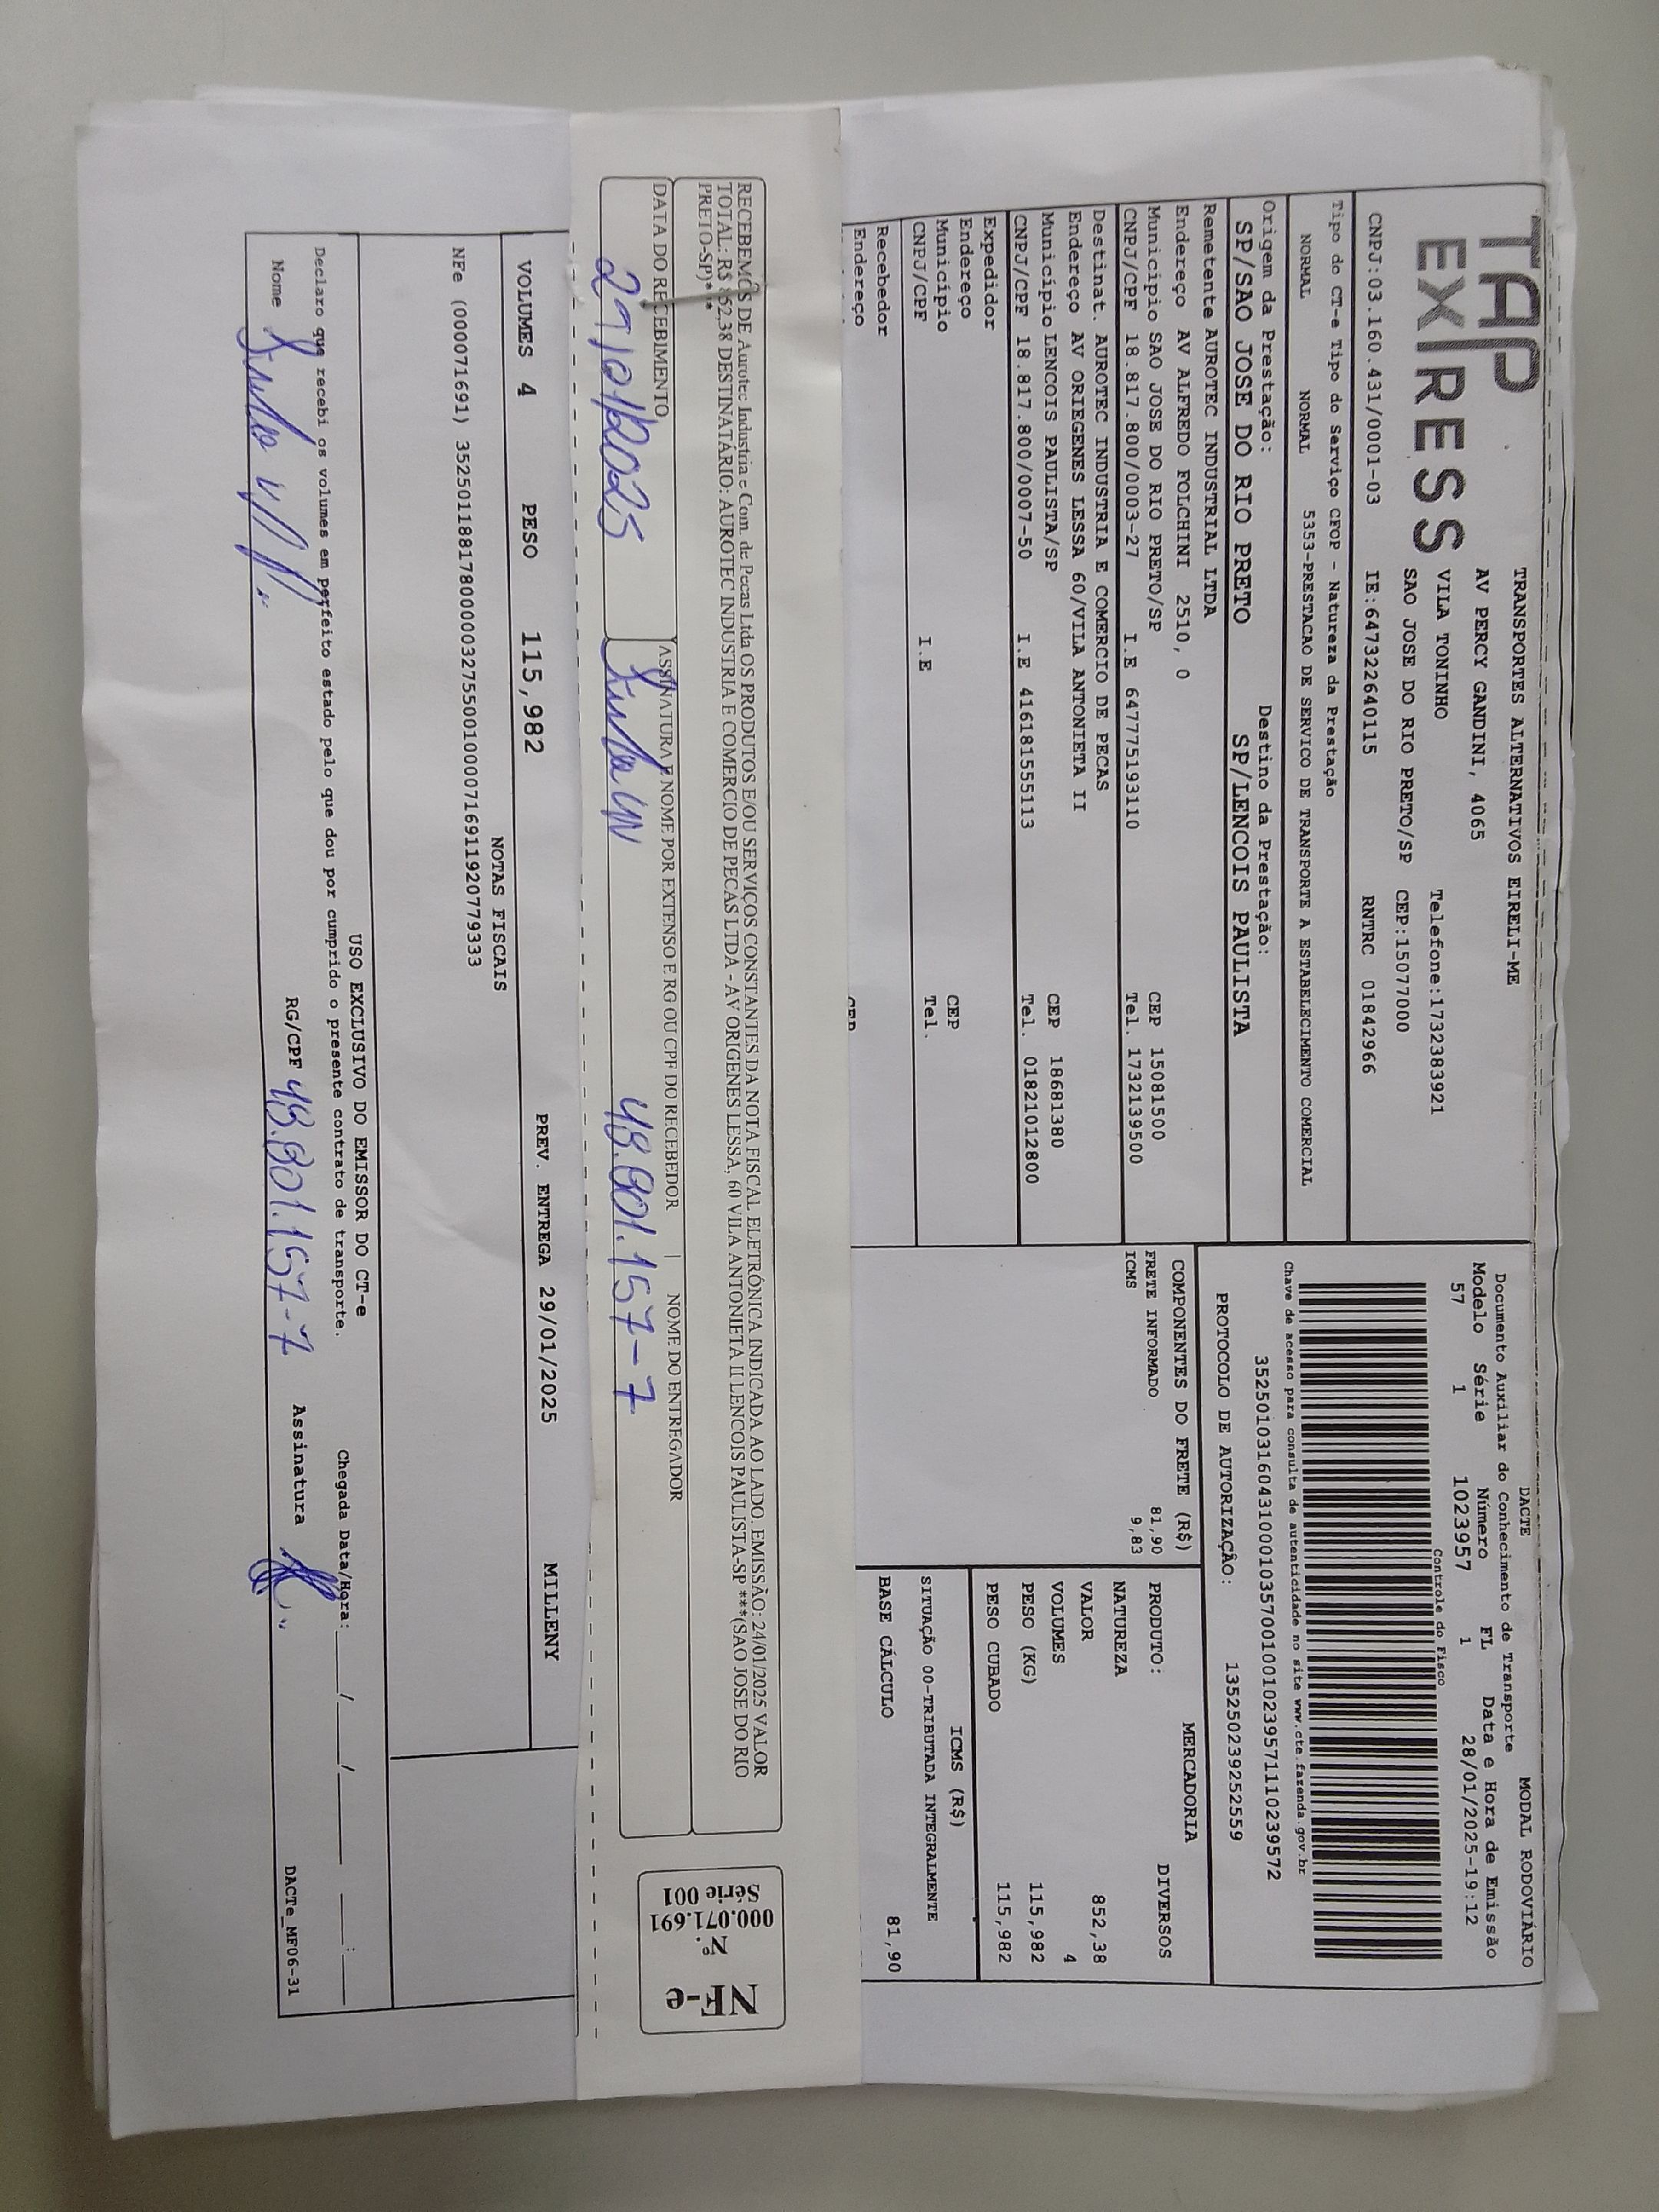 TAP
EXPRESS
TRANSPORTES ALTERNATIVOS EIRELI-ME
AV PERCY GANDINI, 4065
VILA TONINHO Telefone:1732383921
SAO JOSE DO RIO PRETO/SP CEP:15077000
CNPJ:03.160.431/0001-03 IE:647322640115 RNTRC 01842966
Tipo do CT-e Tipo do Serviço CFOP - Natureza da Prestação
NORMAL NORMAL 5353-PRESTACAO DE SERVICO DE TRANSPORTE A ESTABELECIMENTO COMERCIAL
Origem da Prestação: Destino da Prestação:
SP/SAO JOSE DO RIO PRETO SP/LENCOIS PAULISTA
Remetente AUROTEC INDUSTRIAL LTDA
Endereço AV ALFREDO FOLCHINI 2510, 0
Município SAO JOSE DO RIO PRETO/SP CEP 15081500
CNPJ/CPF 18.817.800/0003-27 I.E 647775193110 Tel. 1732139500
Destinat. AUROTEC INDUSTRIA E COMERCIO DE PECAS
Endereço AV ORIEGENES LESSA 60/VILA ANTONIETA II
Município LENCOIS PAULISTA/SP CEP 18681380
CNPJ/CPF 18.817.800/0007-50 I.E 416181555113 Tel. 01821012800
Expedidor
Endereço
Município CEP
CNPJ/CPF I.E Tel.
Recebedor
Endereço CEP
DACTE MODAL RODOVIÁRIO
Documento Auxiliar do Conhecimento de Transporte
Modelo Série Número FL Data e Hora de Emissão
57 1 1023957 1 28/01/2025-19:12
Controle do Fisco
Chave de acesso para consulta de autenticidade no site www.cte.fazenda.gov.br
35250103160431000103570010010239571110239572
PROTOCOLO DE AUTORIZAÇÃO: 135250239252559
COMPONENTES DO FRETE (R$)
FRETE INFORMADO 81,90
ICMS 9,83
MERCADORIA
PRODUTO: DIVERSOS
NATUREZA
VALOR 852,38
VOLUMES 4
PESO (KG) 115,982
PESO CUBADO 115,982
ICMS (R$)
SITUAÇÃO 00-TRIBUTADA INTEGRALMENTE
BASE CÁLCULO 81,90
RECEBEMOS DE Aurotec Industria e Com. de Pecas Ltda OS PRODUTOS E/OU SERVIÇOS CONSTANTES DA NOTA FISCAL ELETRÔNICA INDICADA AO LADO. EMISSÃO: 24/01/2025 VALOR
TOTAL: R$ 852,38 DESTINATÁRIO: AUROTEC INDUSTRIA E COMERCIO DE PECAS LTDA - AV ORIGENES LESSA, 60 VILA ANTONIETA II LENCOIS PAULISTA-SP ***(SAO JOSE DO RIO
PRETO-SP)***
DATA DO RECEBIMENTO ASSINATURA E NOME POR EXTENSO E RG OU CPF DO RECEBEDOR NOME DO ENTREGADOR
29/01/2025 48.801.157-7
NF-e
Nº.
000.071.691
Série 001
VOLUMES 4 PESO 115,982 PREV. ENTREGA 29/01/2025 MILLENY
NOTAS FISCAIS
NFe (000071691) 35250118817800000327550010000716911920779333
USO EXCLUSIVO DO EMISSOR DO CT-e
Declaro que recebi os volumes em perfeito estado pelo que dou por cumprido o presente contrato de transporte. Chegada Data/Hora: ___/___/____ __:__
Nome RG/CPF 48.801.157-7 Assinatura
DACTe_MF06-31